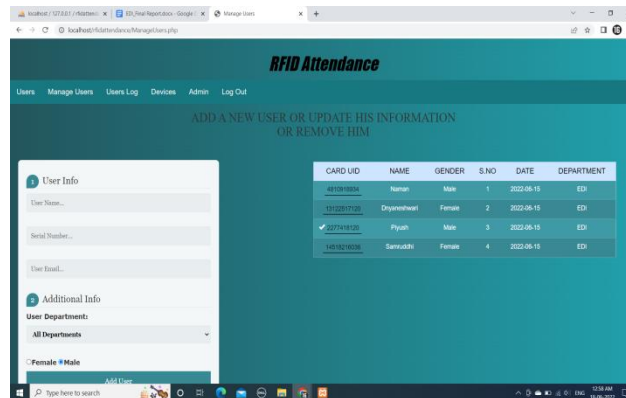 localhost / 127.0.0.1 / rfidattend
EDI_Final Report.docx - Google
Manage Users
localhost/rfidattendance/ManageUsers.php
RFID Attendance
Users Manage Users Users Log Devices Admin Log Out
ADD A NEW USER OR UPDATE HIS INFORMATION
OR REMOVE HIM
1 User Info
User Name...
Serial Number...
User Email...
2 Additional Info
User Department:
All Departments
Female Male
Add User
CARD UID NAME GENDER S.NO DATE DEPARTMENT
Naman Male 1 2022-06-15 EDI
Dnyaneshwari Female 2 2022-06-15 EDI
2277418120 Piyush Male 3 2022-06-15 EDI
14518216036 Samruddhi Female 4 2022-06-15 EDI
Type here to search
ENG
12:56 AM